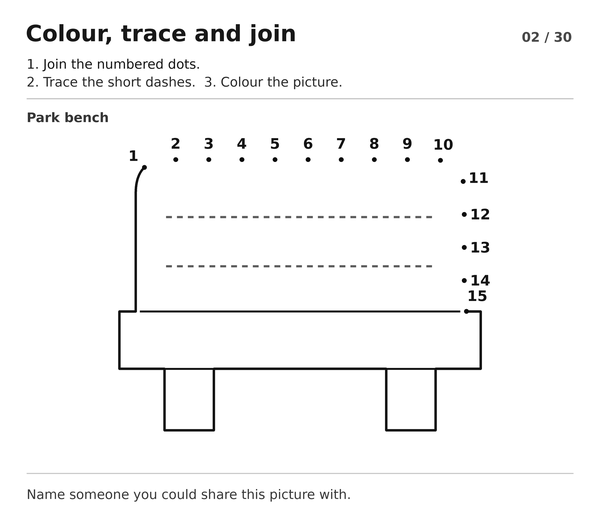 Colour, trace and join
02 / 30
1. Join the numbered dots.
2. Trace the short dashes.  3. Colour the picture.
Park bench
1 2 3 4 5 6 7 8 9 10
11
12
13
14
15
Name someone you could share this picture with.